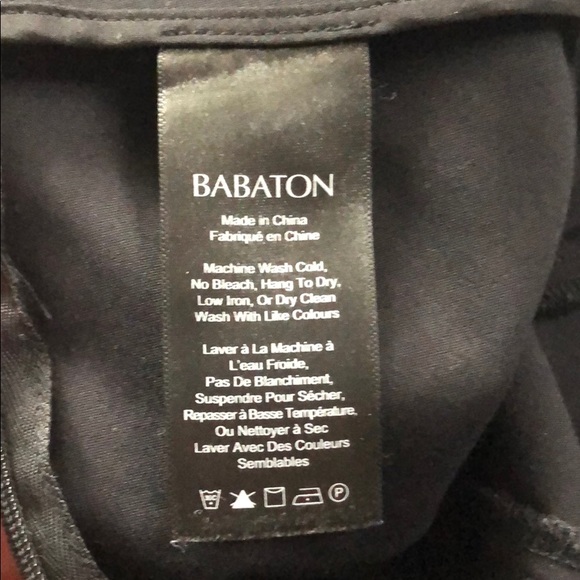 BABATON
Made in China
Fabriqué en Chine
Machine Wash Cold,
No Bleach, Hang To Dry,
Low Iron, Or Dry Clean
Wash With Like Colours
Laver à La Machine à
L'eau Froide,
Pas De Blanchiment,
Suspendre Pour Sécher,
Repasser à Basse Température,
Ou Nettoyer à Sec
Laver Avec Des Couleurs
Semblables
P